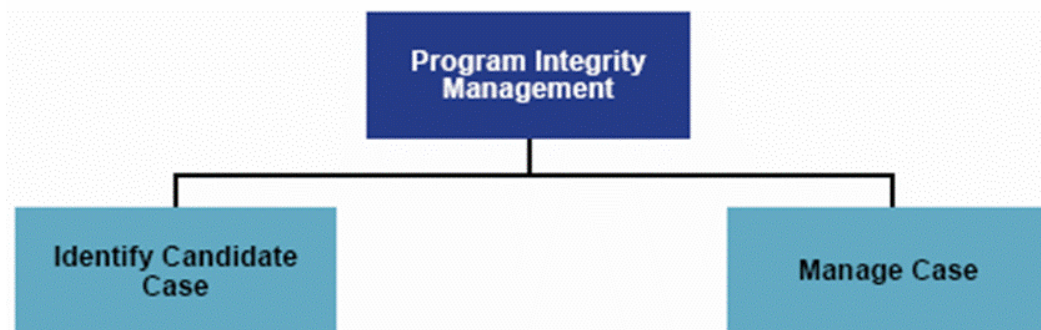 Program Integrity
Management
Identify Candidate
Case
Manage Case